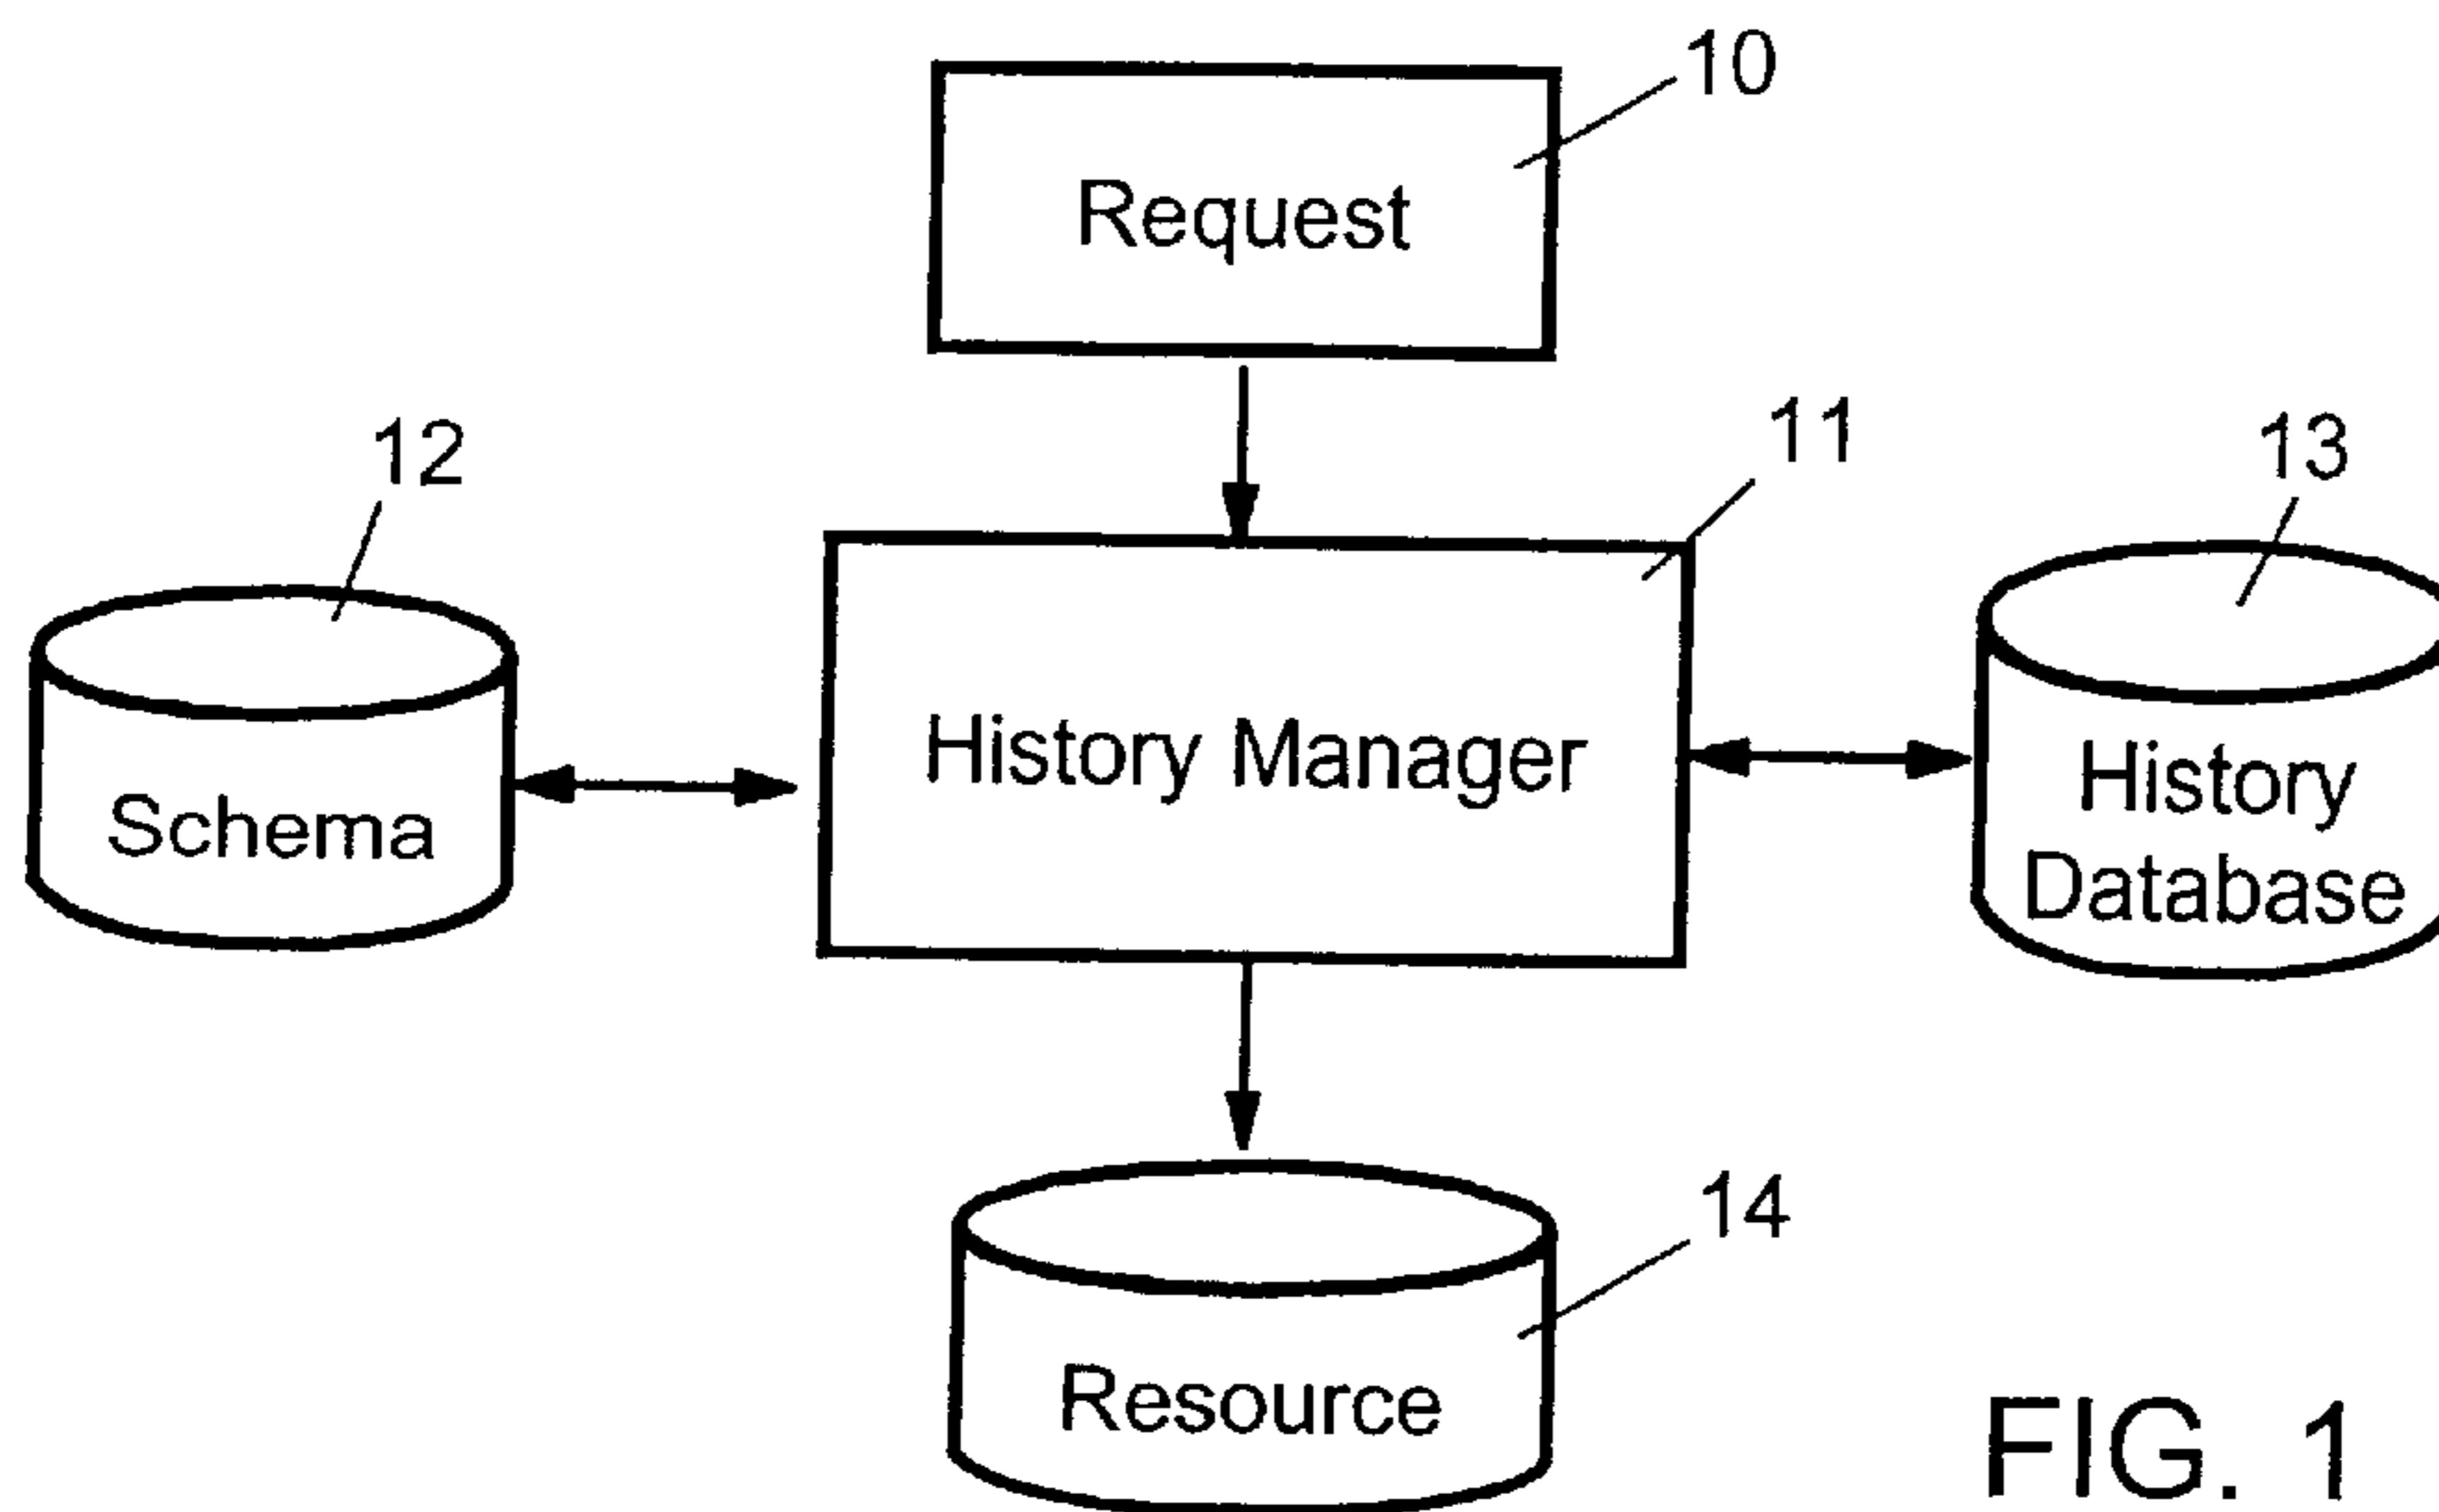 10
Request
11
12
13
History Manager
Schema
History
Database
14
Resource
FIG. 1